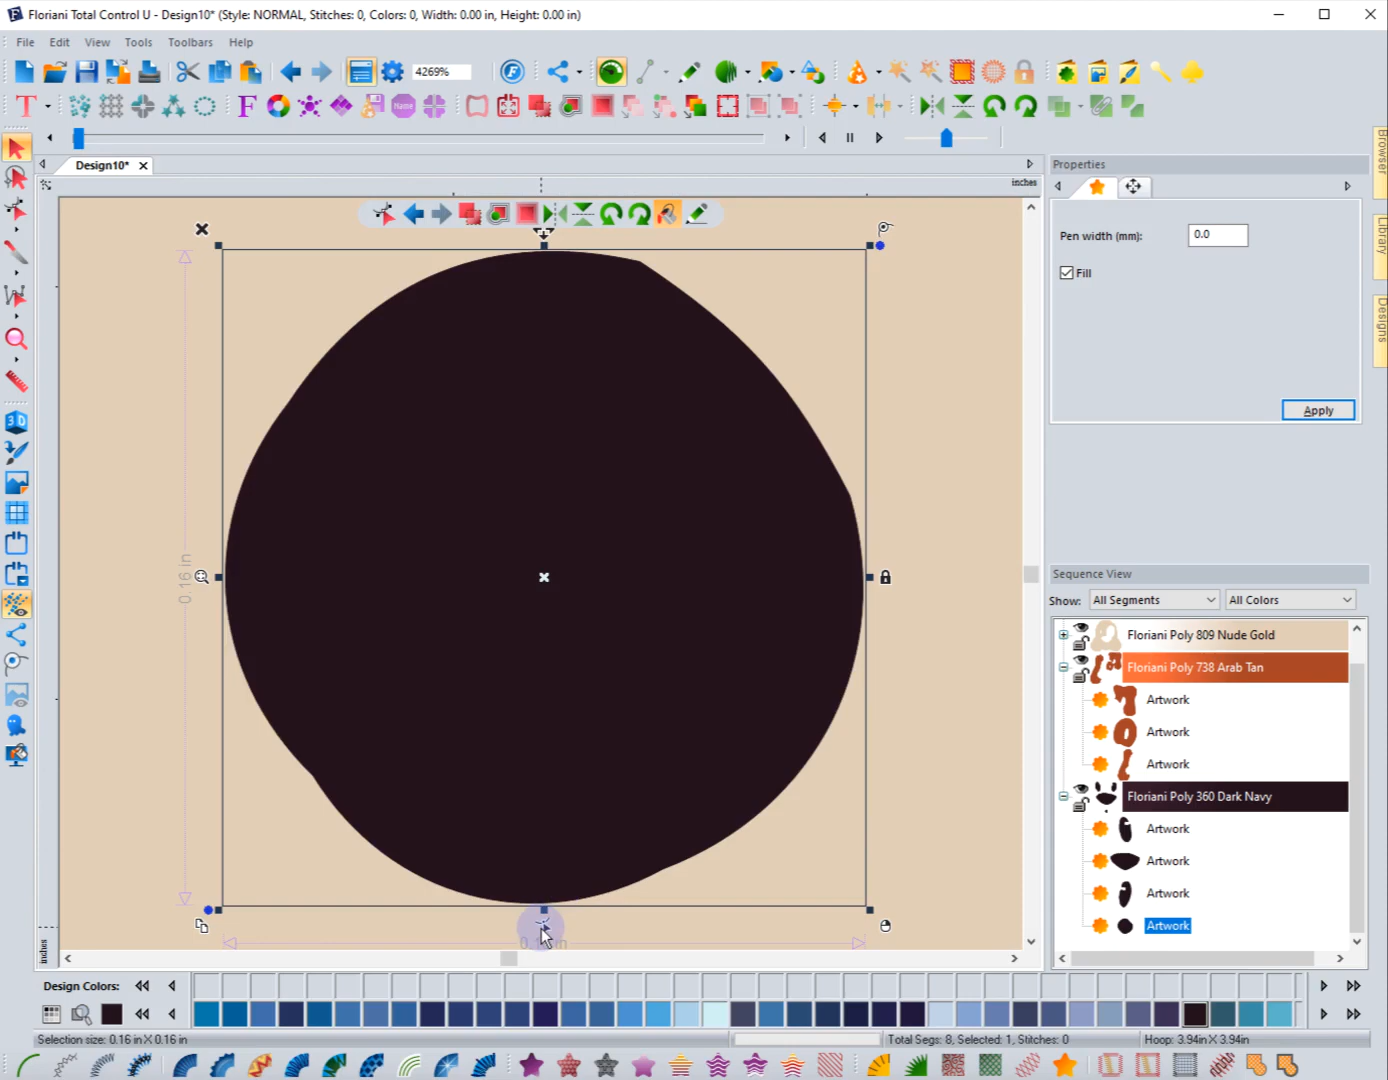 Floriani Total Control U - Design10* (Style: NORMAL, Stitches: 0, Colors: 0, Width: 0.00 in, Height: 0.00 in)
File Edit View Tools Toolbars Help
4269%
Design10*
inches
0.16 in
inches
Properties
Pen width (mm): 0.0
Fill
Apply
Browser
Library
Designs
Sequence View
Show: All Segments All Colors
Floriani Poly 809 Nude Gold
Floriani Poly 738 Arab Tan
Artwork
Artwork
Artwork
Floriani Poly 360 Dark Navy
Artwork
Artwork
Artwork
Artwork
Design Colors:
Selection size: 0.16 in X 0.16 in
Total Segs: 8, Selected: 1, Stitches: 0
Hoop: 3.94in X 3.94in